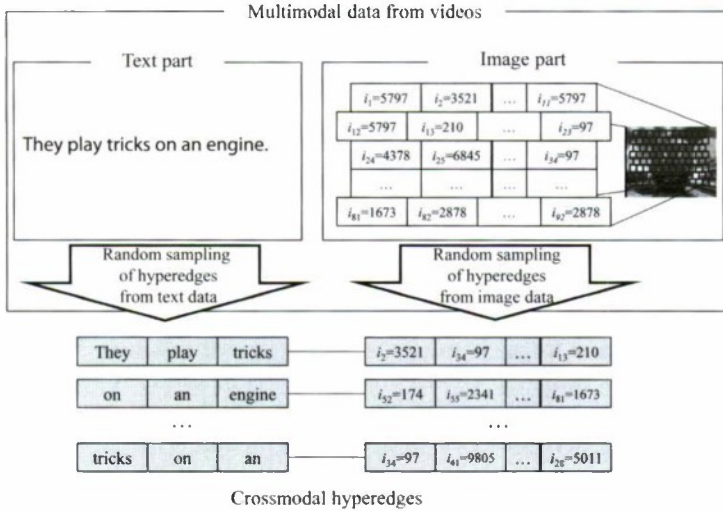 Multimodal data from videos
Text part
Image part
They play tricks on an engine.
i1=5797 i2=3521 ... i11=5797
i12=5797 i13=210 ... i23=97
i24=4378 i25=6845 ... i34=97
... ... ... ...
i81=1673 i82=2878 ... i82=2878
Random sampling
of hyperedges
from text data
Random sampling
of hyperedges
from image data
They play tricks i2=3521 i34=97 ... i13=210
on an engine i52=174 i35=2341 ... i81=1673
... ...
tricks on an i34=97 i41=9805 ... i28=5011
Crossmodal hyperedges